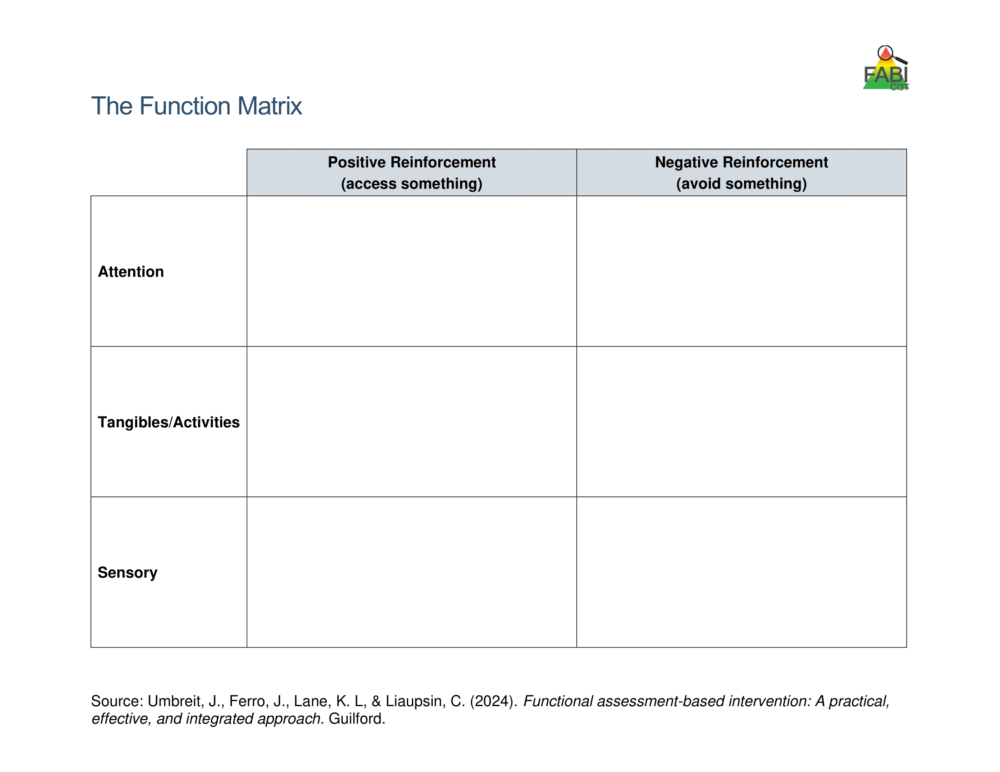 FABI
Ci3T
The Function Matrix
Positive Reinforcement
(access something)
Negative Reinforcement
(avoid something)
Attention
Tangibles/Activities
Sensory
Source: Umbreit, J., Ferro, J., Lane, K. L, & Liaupsin, C. (2024). Functional assessment-based intervention: A practical,
effective, and integrated approach. Guilford.